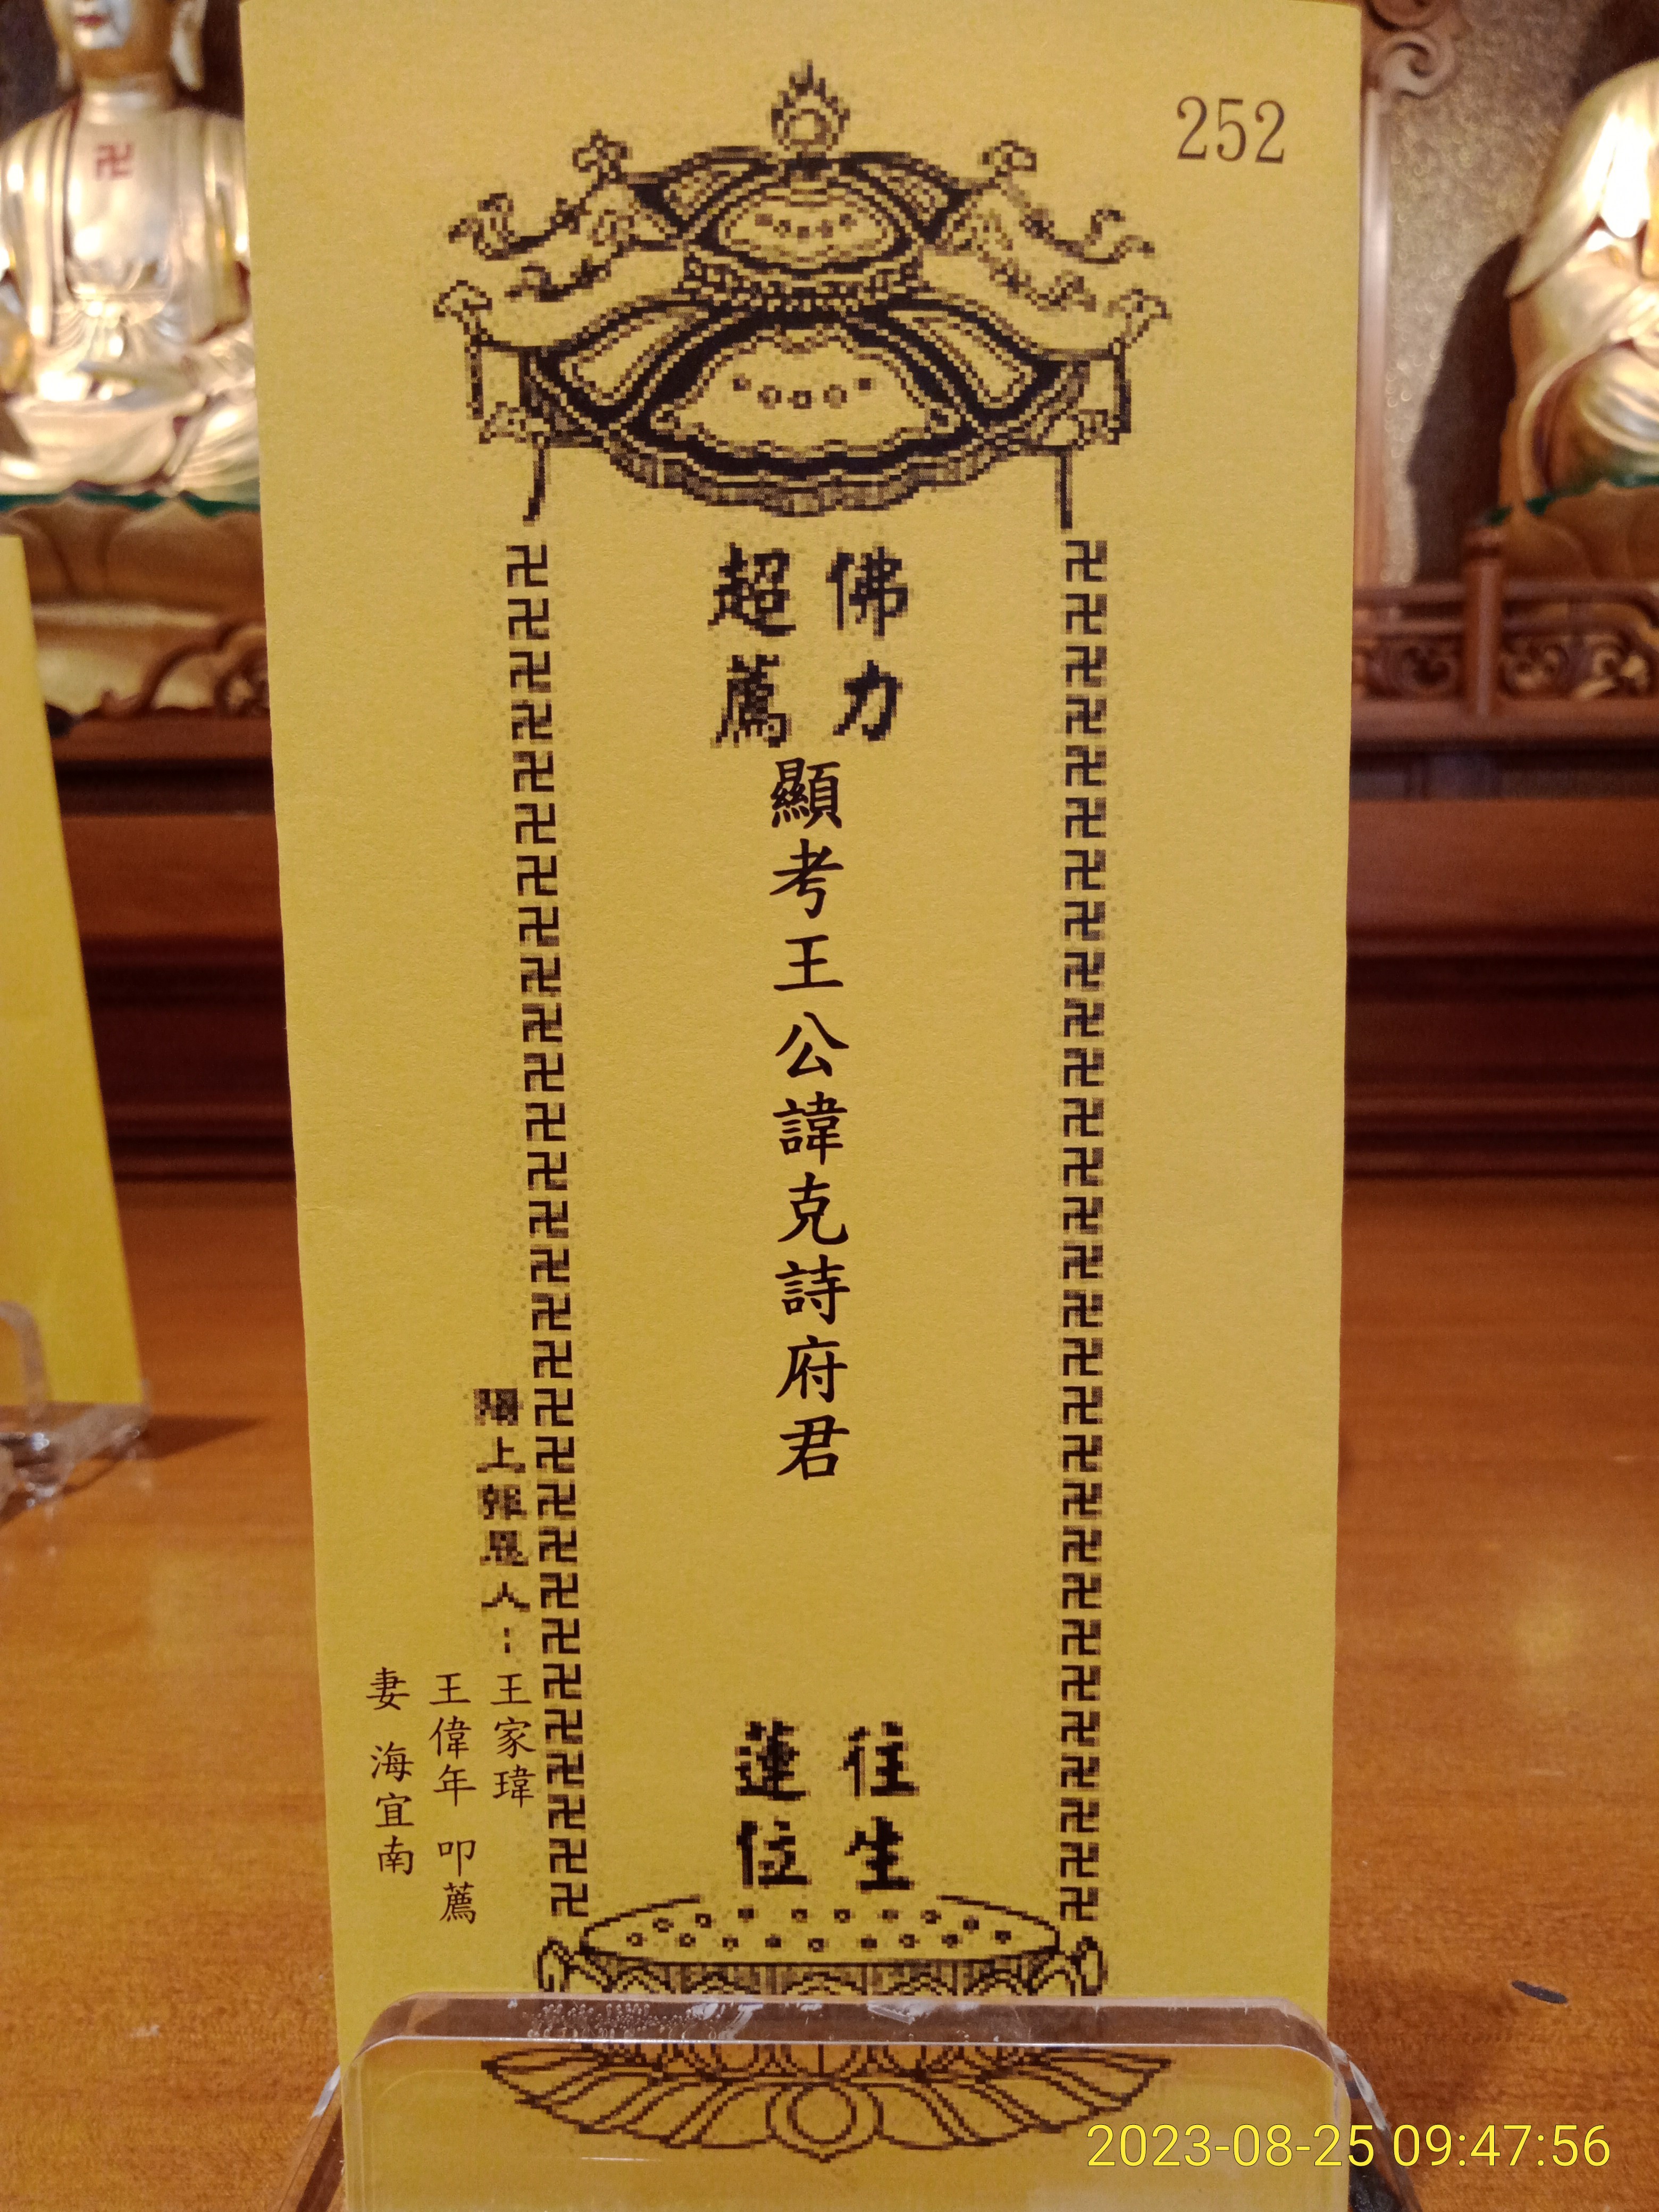 252
佛力
超薦
顯考王公諱克詩府君
往生
蓮位
陽上報恩人：
王家瑋
王偉年 叩薦
妻 海宜南
2023-08-25 09:47:56